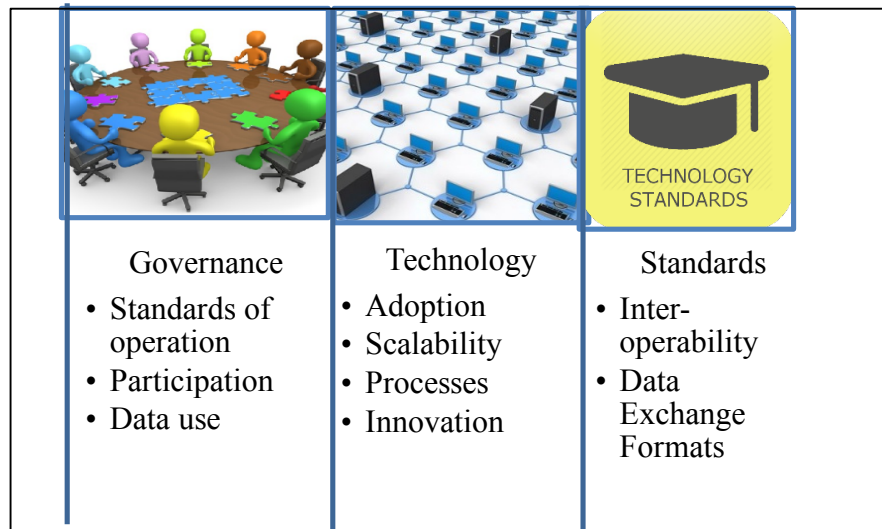 TECHNOLOGY
STANDARDS
Governance
• Standards of
operation
• Participation
• Data use
Technology
• Adoption
• Scalability
• Processes
• Innovation
Standards
• Inter-
operability
• Data
Exchange
Formats